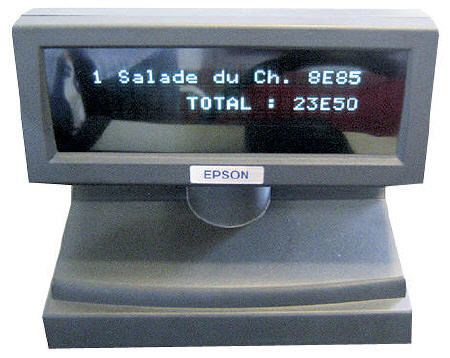 1 Salade du Ch. 8E85
TOTAL : 23E50
EPSON